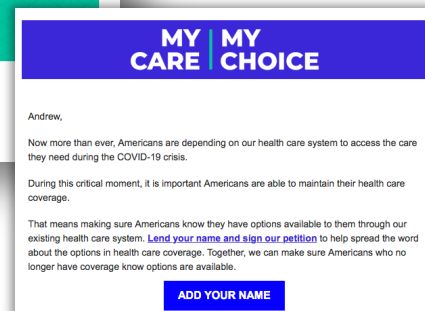 MY MY
CARE CHOICE
Andrew,
Now more than ever, Americans are depending on our health care system to access the care
they need during the COVID-19 crisis.
During this critical moment, it is important Americans are able to maintain their health care
coverage.
That means making sure Americans know they have options available to them through our
existing health care system. Lend your name and sign our petition to help spread the word
about the options in health care coverage. Together, we can make sure Americans who no
longer have coverage know options are available.
ADD YOUR NAME